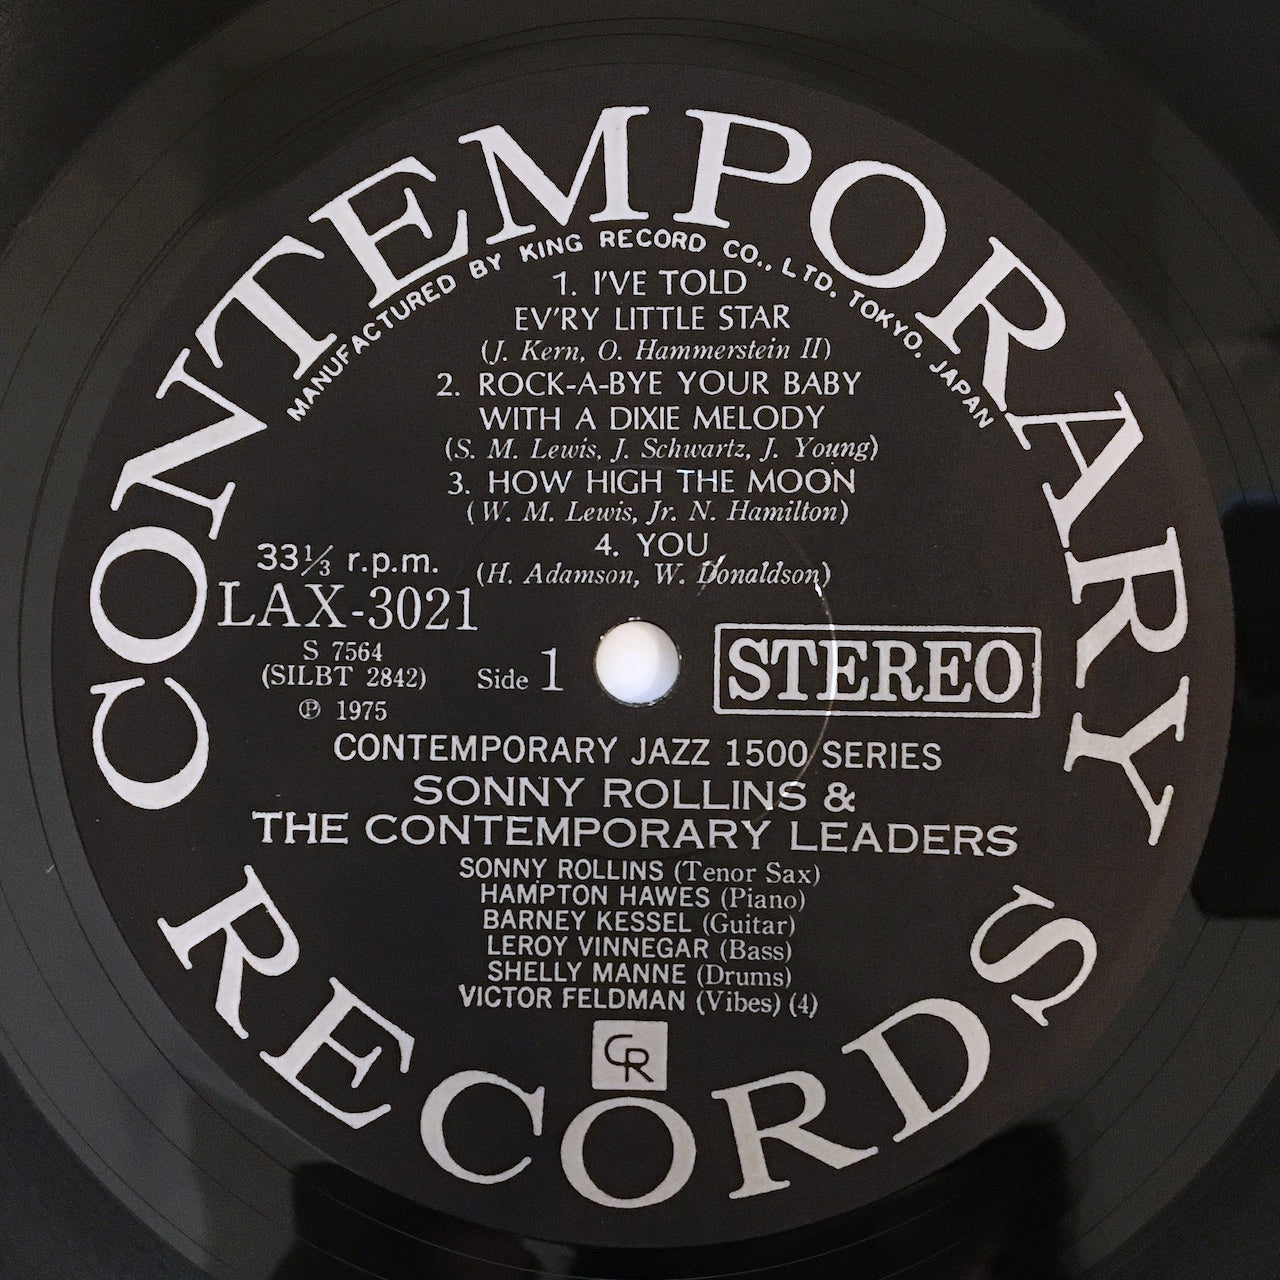 CONTEMPORARY
MANUFACTURED BY KING RECORD CO., LTD. TOKYO, JAPAN
1. I'VE TOLD
EV'RY LITTLE STAR
(J. Kern, O. Hammerstein II)
2. ROCK-A-BYE YOUR BABY
WITH A DIXIE MELODY
(S. M. Lewis, J. Schwartz, J. Young)
3. HOW HIGH THE MOON
(W. M. Lewis, Jr. N. Hamilton)
4. YOU
(H. Adamson, W. Donaldson)
33⅓ r.p.m.
LAX-3021
S 7564
(SILBT 2842)
℗ 1975
Side 1
STEREO
CONTEMPORARY JAZZ 1500 SERIES
SONNY ROLLINS &
THE CONTEMPORARY LEADERS
SONNY ROLLINS (Tenor Sax)
HAMPTON HAWES (Piano)
BARNEY KESSEL (Guitar)
LEROY VINNEGAR (Bass)
SHELLY MANNE (Drums)
VICTOR FELDMAN (Vibes) (4)
CR
RECORDS